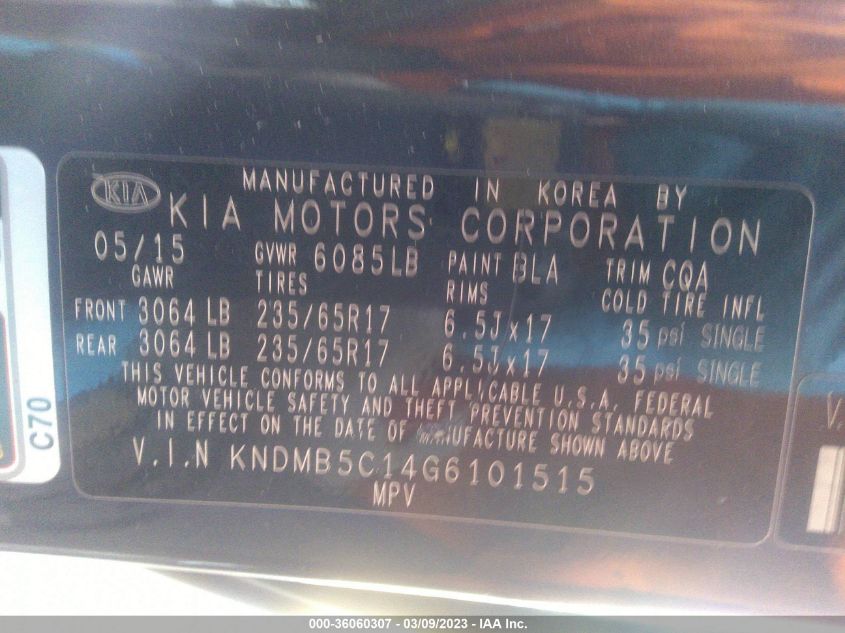 MANUFACTURED IN KOREA BY
KIA KIA MOTORS CORPORATION
05/15 GVWR 6085LB PAINT BLA TRIM CQA
GAWR TIRES RIMS COLD TIRE INFL
FRONT 3064 LB 235/65R17 6.5Jx17 35 psi SINGLE
REAR 3064 LB 235/65R17 6.5Jx17 35 psi SINGLE
THIS VEHICLE CONFORMS TO ALL APPLICABLE U.S.A. FEDERAL
MOTOR VEHICLE SAFETY AND THEFT PREVENTION STANDARDS
IN EFFECT ON THE DATE OF MANUFACTURE SHOWN ABOVE
V.I.N KNDMB5C14G6101515
MPV
C70
000-36060307 - 03/09/2023 - IAA Inc.